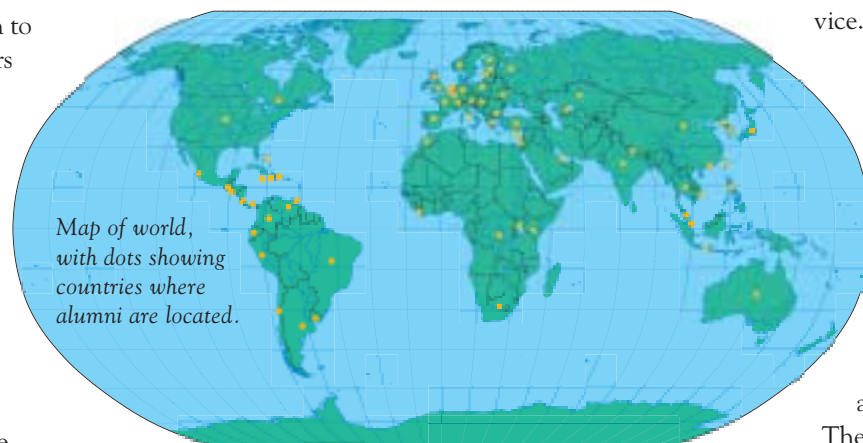 n to
rs
vice.
Map of world,
with dots showing
countries where
alumni are located.
a
The
e